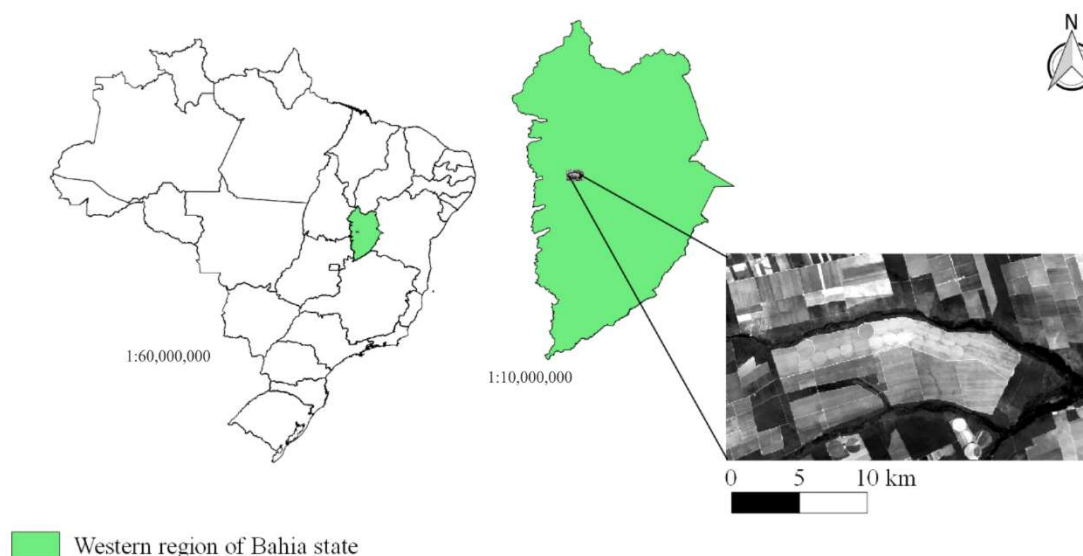 N
1:60,000,000
1:10,000,000
0 5 10 km
Western region of Bahia state